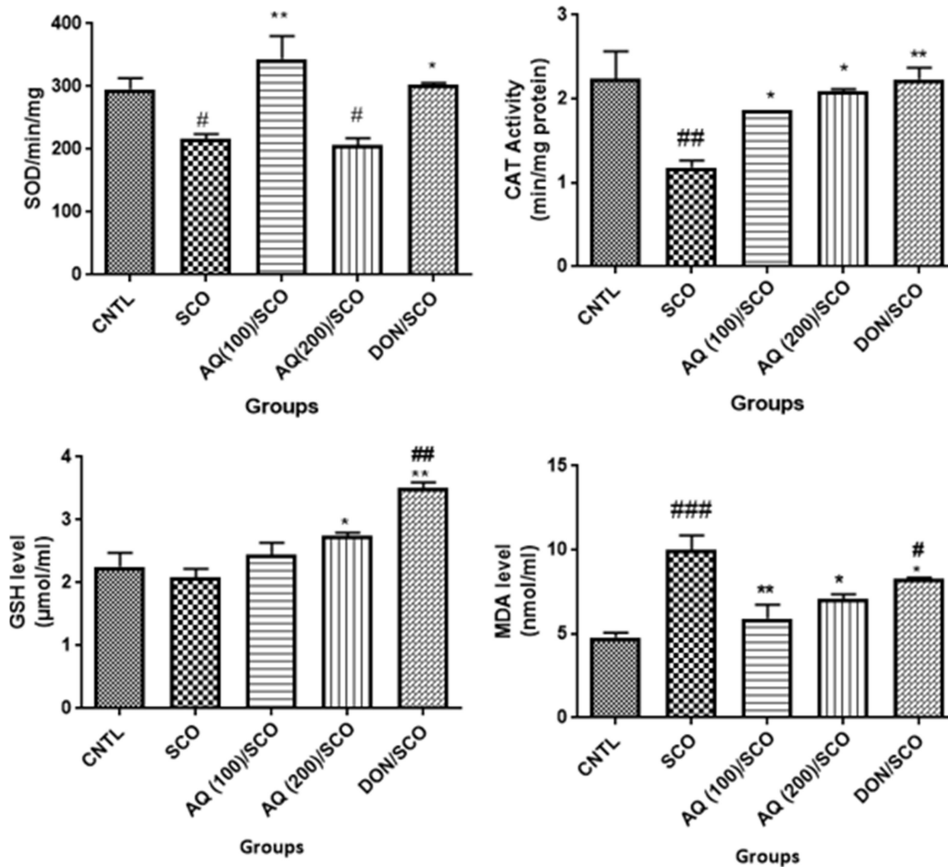 SOD/min/mg
400
300
200
100
0
**
*
#
#
CNTL
SCO
AQ(100)/SCO
AQ(200)/SCO
DON/SCO
Groups
CAT Activity
(min/mg protein)
3
2
1
0
##
*
*
**
CNTL
SCO
AQ (100)/SCO
AQ (200)/SCO
DON/SCO
Groups
GSH level
(µmol/ml)
4
3
2
1
0
*
##
**
CNTL
SCO
AQ (100)/SCO
AQ (200)/SCO
DON/SCO
Groups
MDA level
(nmol/ml)
15
10
5
0
###
**
*
#
*
CNTL
SCO
AQ (100)/SCO
AQ (200)/SCO
DON/SCO
Groups